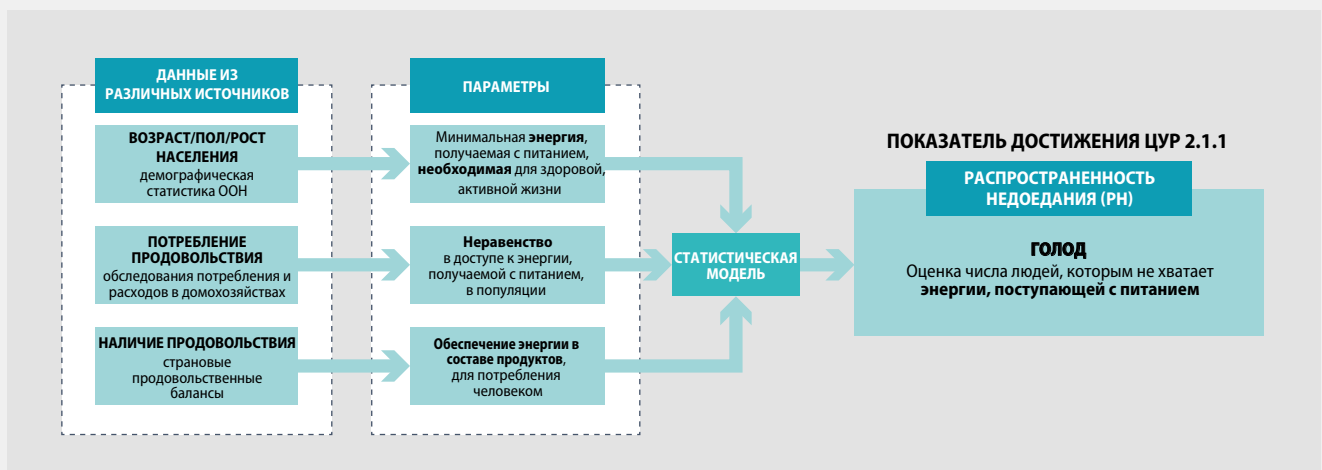 ДАННЫЕ ИЗ
РАЗЛИЧНЫХ ИСТОЧНИКОВ
ВОЗРАСТ/ПОЛ/РОСТ
НАСЕЛЕНИЯ
демографическая
статистика ООН
ПОТРЕБЛЕНИЕ
ПРОДОВОЛЬСТВИЯ
обследования потребления и
расходов в домохозяйствах
НАЛИЧИЕ ПРОДОВОЛЬСТВИЯ
страновые
продовольственные
балансы
ПАРАМЕТРЫ
Минимальная энергия,
получаемая с питанием,
необходимая для здоровой,
активной жизни
Неравенство
в доступе к энергии,
получаемой с питанием,
в популяции
Обеспечение энергии в
составе продуктов,
для потребления
человеком
СТАТИСТИЧЕСКАЯ
МОДЕЛЬ
ПОКАЗАТЕЛЬ ДОСТИЖЕНИЯ ЦУР 2.1.1
РАСПРОСТРАНЕННОСТЬ
НЕДОЕДАНИЯ (РН)
ГОЛОД
Оценка числа людей, которым не хватает
энергии, поступающей с питанием